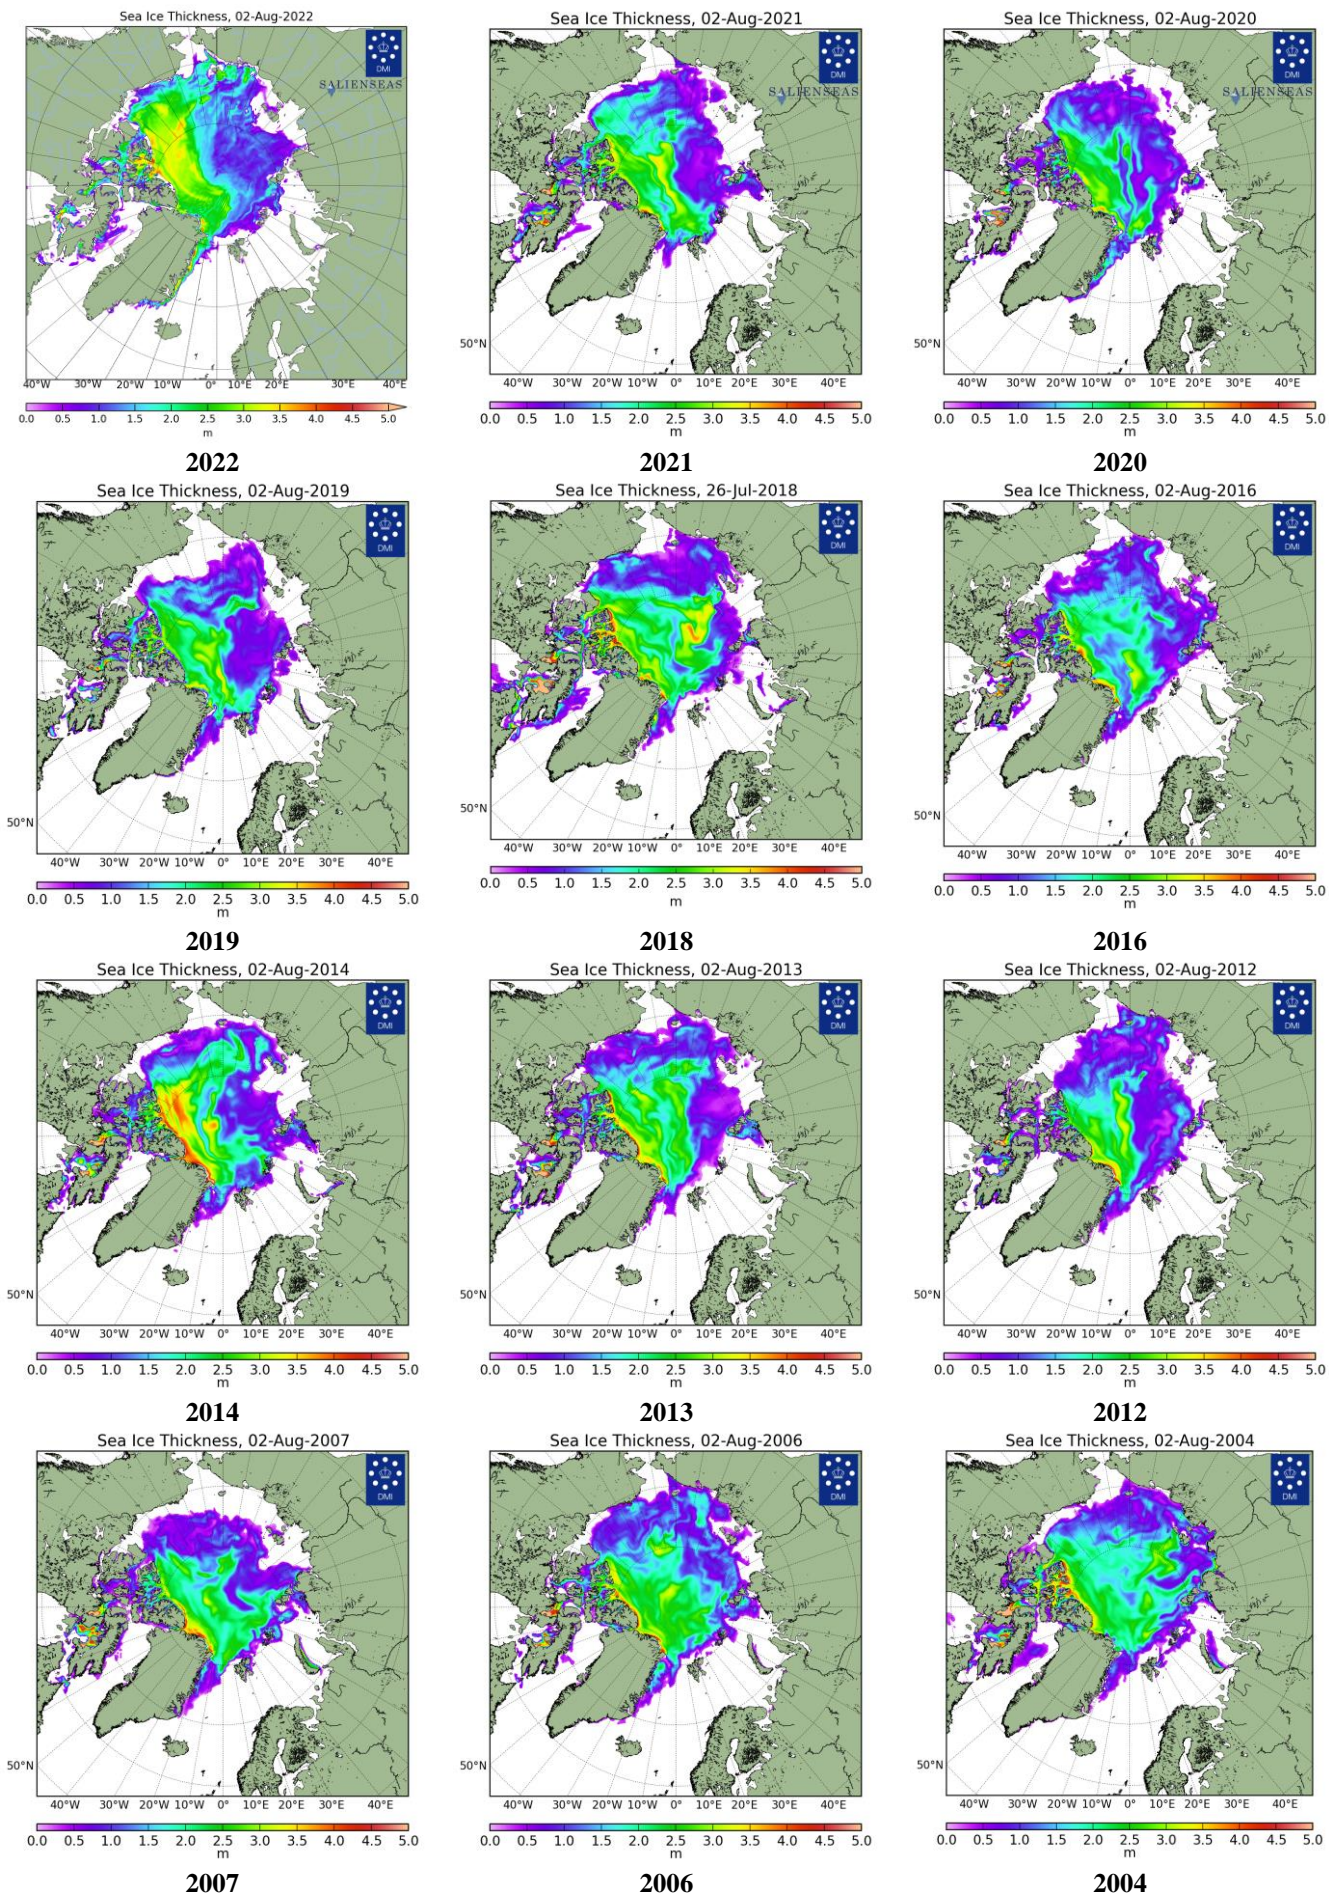 Sea Ice Thickness, 02-Aug-2022
DMI
SALIENSEAS
40°W 30°W 20°W 10°W 0° 10°E 20°E 30°E 40°E
0.0 0.5 1.0 1.5 2.0 2.5 3.0 3.5 4.0 4.5 5.0
m
2022
Sea Ice Thickness, 02-Aug-2021
DMI
SALIENSEAS
50°N
40°W 30°W 20°W 10°W 0° 10°E 20°E 30°E 40°E
0.0 0.5 1.0 1.5 2.0 2.5 3.0 3.5 4.0 4.5 5.0
m
2021
Sea Ice Thickness, 02-Aug-2020
DMI
SALIENSEAS
50°N
40°W 30°W 20°W 10°W 0° 10°E 20°E 30°E 40°E
0.0 0.5 1.0 1.5 2.0 2.5 3.0 3.5 4.0 4.5 5.0
m
2020
Sea Ice Thickness, 02-Aug-2019
DMI
50°N
40°W 30°W 20°W 10°W 0° 10°E 20°E 30°E 40°E
0.0 0.5 1.0 1.5 2.0 2.5 3.0 3.5 4.0 4.5 5.0
m
2019
Sea Ice Thickness, 26-Jul-2018
DMI
50°N
40°W 30°W 20°W 10°W 0° 10°E 20°E 30°E 40°E
0.0 0.5 1.0 1.5 2.0 2.5 3.0 3.5 4.0 4.5 5.0
m
2018
Sea Ice Thickness, 02-Aug-2016
DMI
50°N
40°W 30°W 20°W 10°W 0° 10°E 20°E 30°E 40°E
0.0 0.5 1.0 1.5 2.0 2.5 3.0 3.5 4.0 4.5 5.0
m
2016
Sea Ice Thickness, 02-Aug-2014
DMI
50°N
40°W 30°W 20°W 10°W 0° 10°E 20°E 30°E 40°E
0.0 0.5 1.0 1.5 2.0 2.5 3.0 3.5 4.0 4.5 5.0
m
2014
Sea Ice Thickness, 02-Aug-2013
DMI
50°N
40°W 30°W 20°W 10°W 0° 10°E 20°E 30°E 40°E
0.0 0.5 1.0 1.5 2.0 2.5 3.0 3.5 4.0 4.5 5.0
m
2013
Sea Ice Thickness, 02-Aug-2012
DMI
50°N
40°W 30°W 20°W 10°W 0° 10°E 20°E 30°E 40°E
0.0 0.5 1.0 1.5 2.0 2.5 3.0 3.5 4.0 4.5 5.0
m
2012
Sea Ice Thickness, 02-Aug-2007
DMI
50°N
40°W 30°W 20°W 10°W 0° 10°E 20°E 30°E 40°E
0.0 0.5 1.0 1.5 2.0 2.5 3.0 3.5 4.0 4.5 5.0
m
2007
Sea Ice Thickness, 02-Aug-2006
DMI
50°N
40°W 30°W 20°W 10°W 0° 10°E 20°E 30°E 40°E
0.0 0.5 1.0 1.5 2.0 2.5 3.0 3.5 4.0 4.5 5.0
m
2006
Sea Ice Thickness, 02-Aug-2004
DMI
50°N
40°W 30°W 20°W 10°W 0° 10°E 20°E 30°E 40°E
0.0 0.5 1.0 1.5 2.0 2.5 3.0 3.5 4.0 4.5 5.0
m
2004